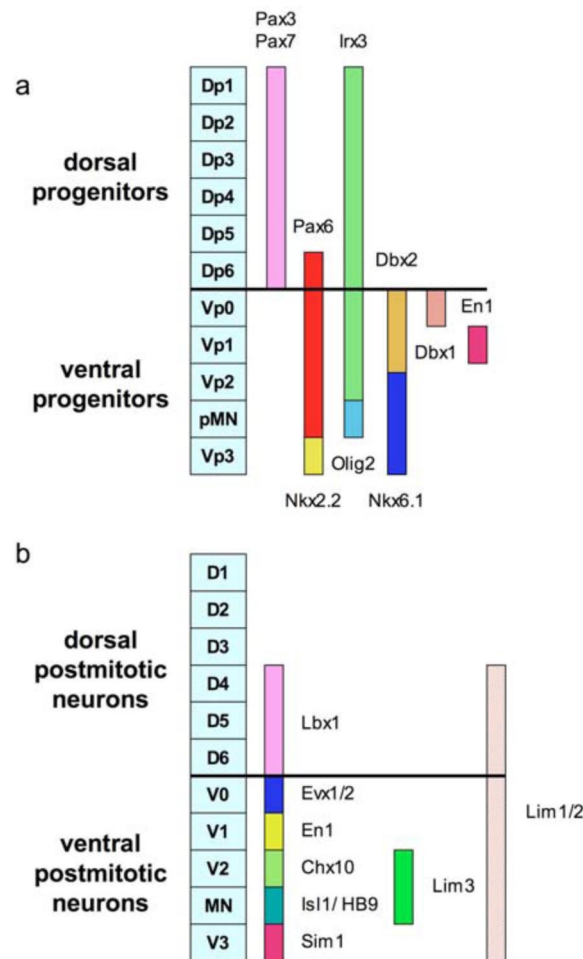 Pax3
Pax7
Irx3
a
Dp1
Dp2
Dp3
Dp4
Dp5
Dp6
dorsal
progenitors
Pax6
Dbx2
Vp0
Vp1
Vp2
pMN
Vp3
En1
Dbx1
ventral
progenitors
Olig2
Nkx2.2
Nkx6.1
b
D1
D2
D3
D4
D5
D6
dorsal
postmitotic
neurons
Lbx1
V0
V1
V2
MN
V3
Evx1/2
En1
Chx10
Isl1/ HB9
Sim1
Lim1/2
Lim3
ventral
postmitotic
neurons